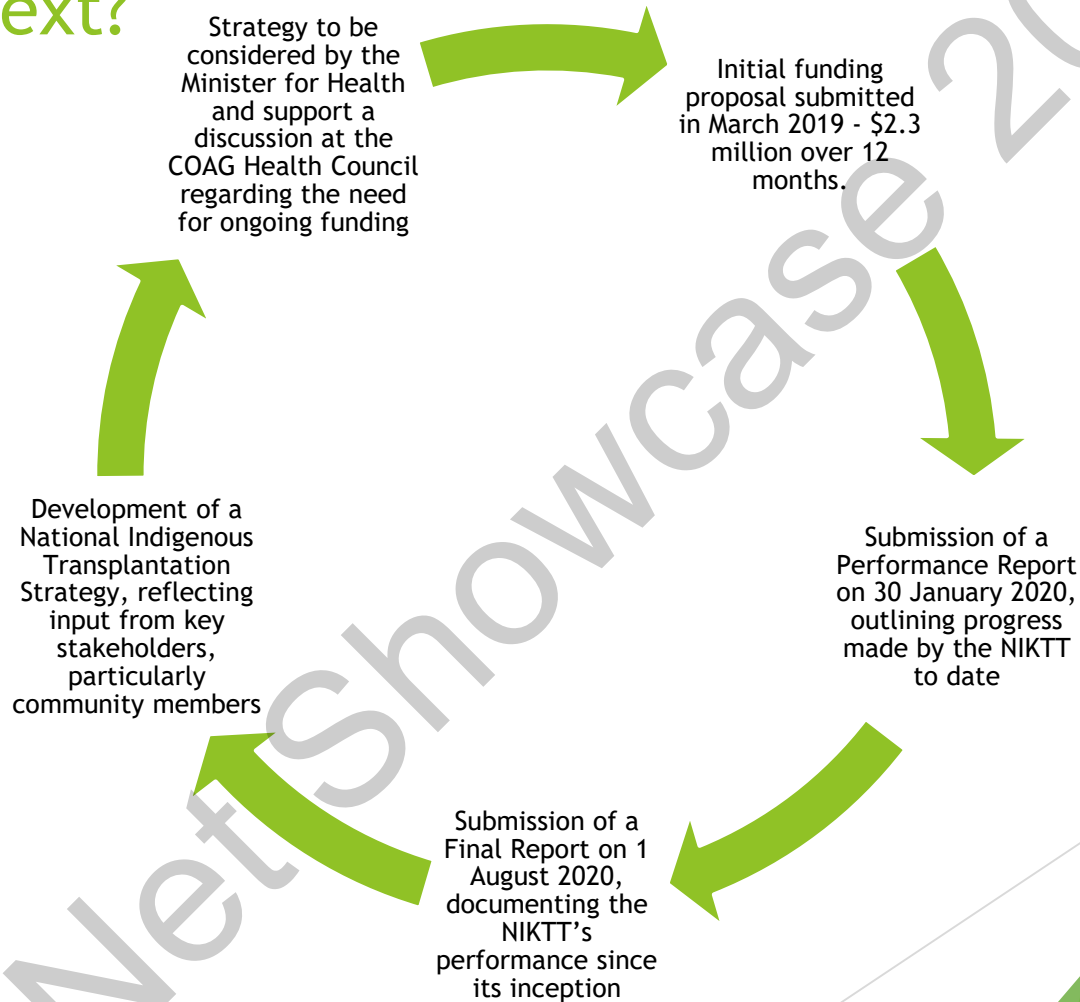 ext?
Strategy to be
considered by the
Minister for Health
and support a
discussion at the
COAG Health Council
regarding the need
for ongoing funding
Initial funding
proposal submitted
in March 2019 - $2.3
million over 12
months.
Submission of a
Performance Report
on 30 January 2020,
outlining progress
made by the NIKTT
to date
Submission of a
Final Report on 1
August 2020,
documenting the
NIKTT's
performance since
its inception
Development of a
National Indigenous
Transplantation
Strategy, reflecting
input from key
stakeholders,
particularly
community members
Net Showcase 20